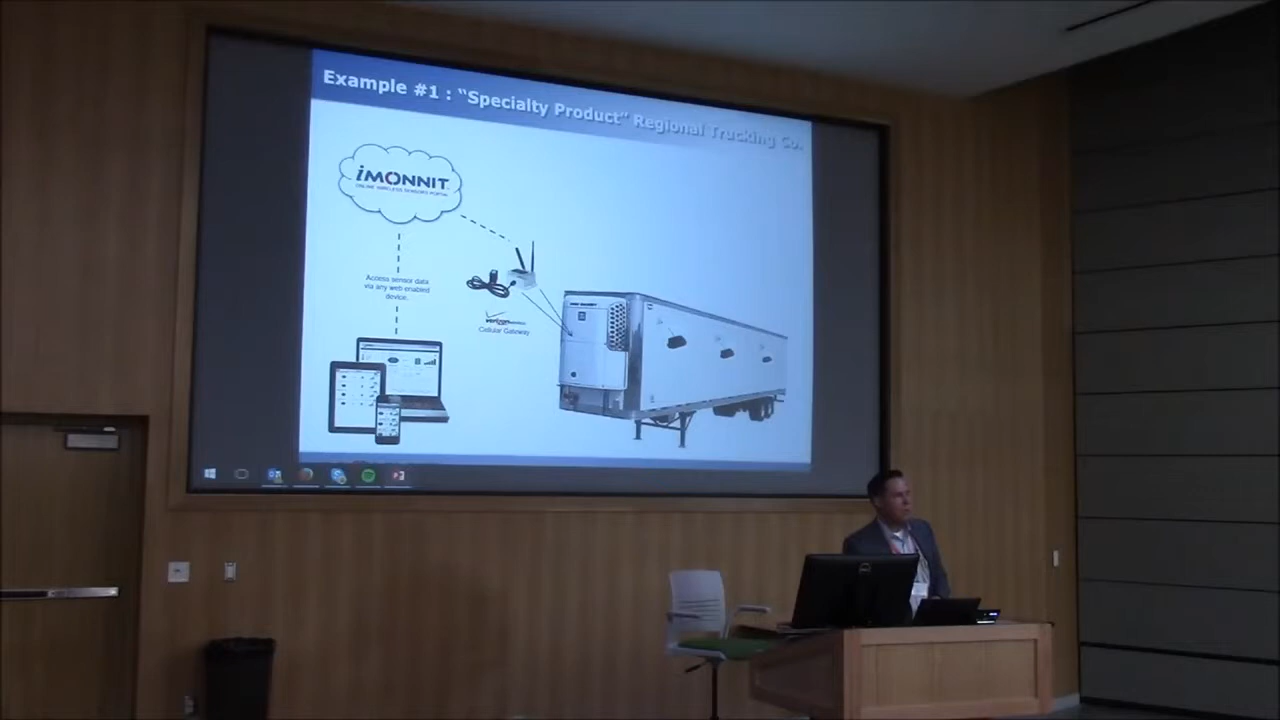 Example #1 : “Specialty Product” Regional Trucking Co.
iMONNIT
ONLINE WIRELESS SENSORS PORTAL
Access sensor data
via any web enabled
device.
verizon
Cellular Gateway